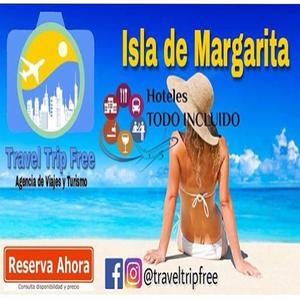 Isla de Margarita
Hoteles
TODO INCLUIDO
Travel Trip Free
Agencia de Viajes y Turismo
Reserva Ahora
Consulta disponibilidad y precio
@traveltripfree